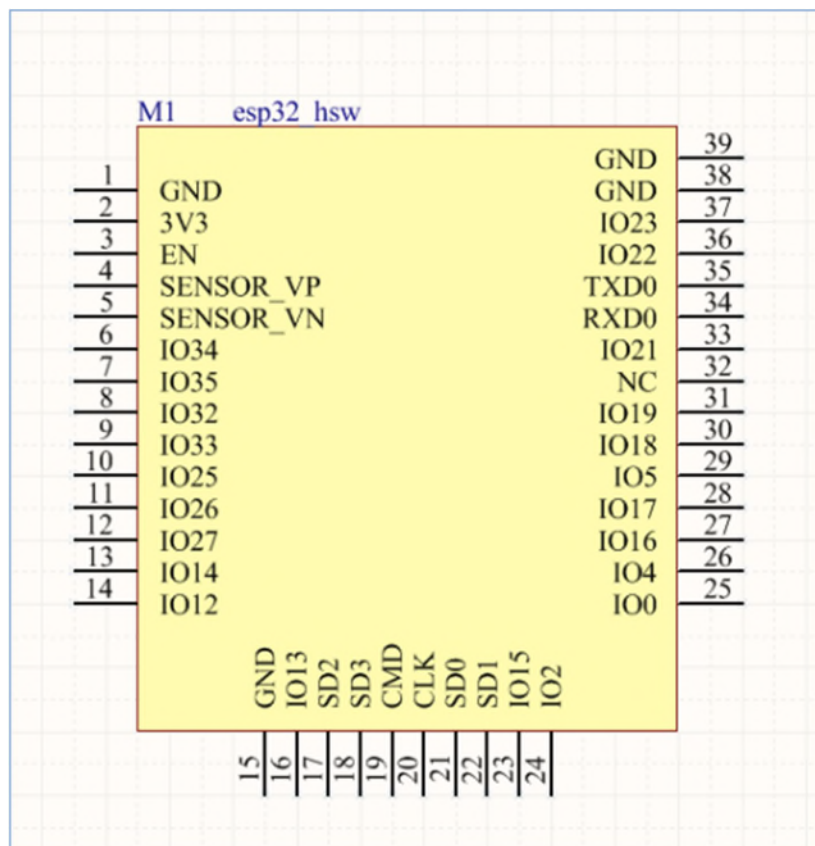 M1 esp32_hsw
1 GND
2 3V3
3 EN
4 SENSOR_VP
5 SENSOR_VN
6 IO34
7 IO35
8 IO32
9 IO33
10 IO25
11 IO26
12 IO27
13 IO14
14 IO12
GND 39
GND 38
IO23 37
IO22 36
TXD0 35
RXD0 34
IO21 33
NC 32
IO19 31
IO18 30
IO5 29
IO17 28
IO16 27
IO4 26
IO0 25
15 GND
16 IO13
17 SD2
18 SD3
19 CMD
20 CLK
21 SD0
22 SD1
23 IO15
24 IO2